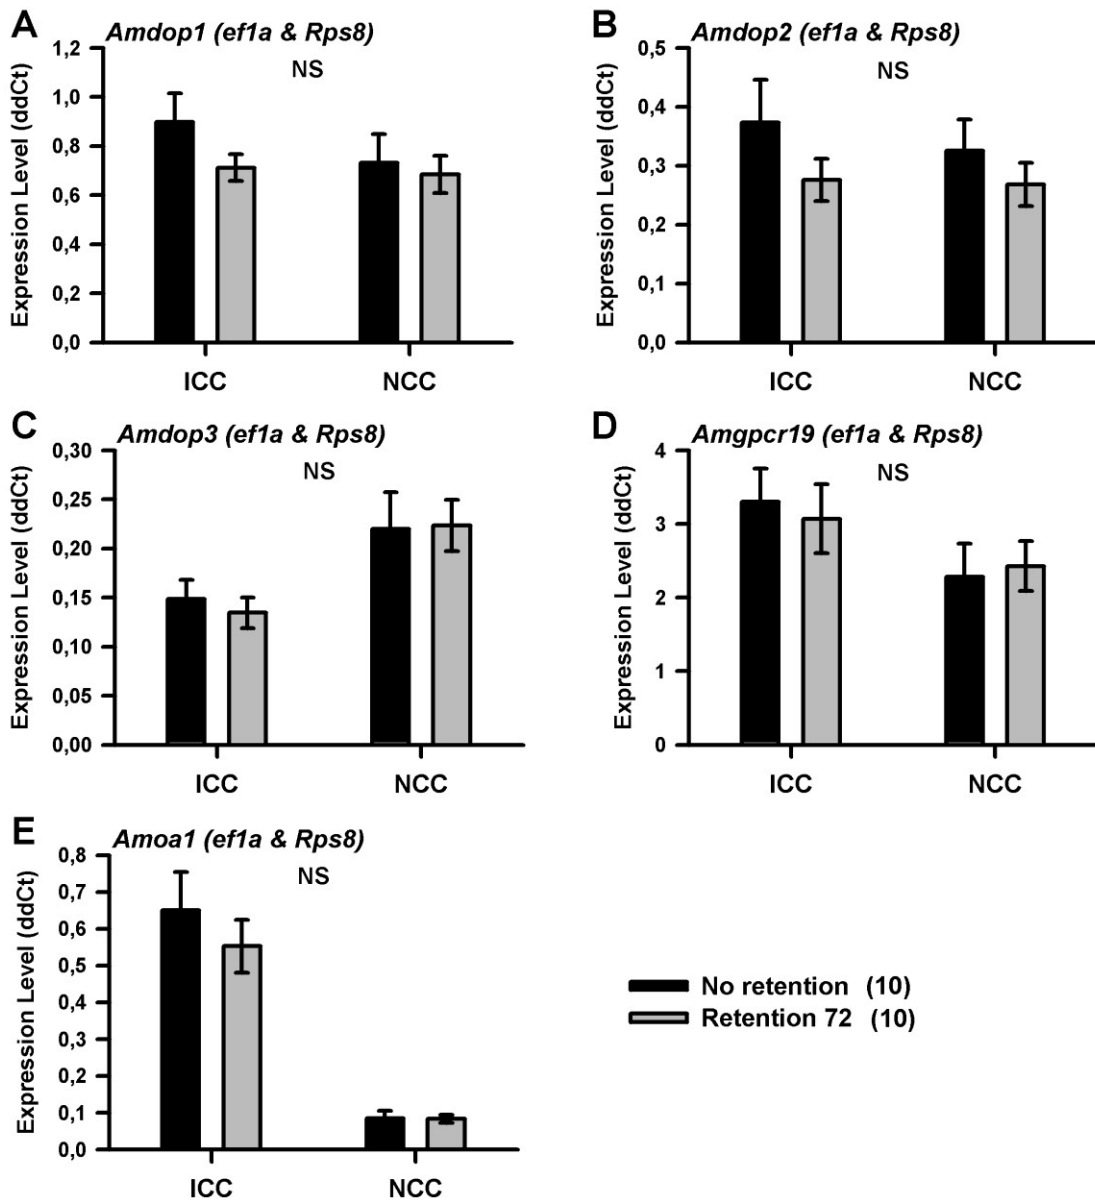 A
Amdop1 (ef1a & Rps8)
NS
Expression Level (ddCt)
1,2
1,0
0,8
0,6
0,4
0,2
0,0
ICC
NCC
B
Amdop2 (ef1a & Rps8)
NS
Expression Level (ddCt)
0,5
0,4
0,3
0,2
0,1
0,0
ICC
NCC
C
Amdop3 (ef1a & Rps8)
NS
Expression Level (ddCt)
0,30
0,25
0,20
0,15
0,10
0,05
0,00
ICC
NCC
D
Amgpcr19 (ef1a & Rps8)
NS
Expression Level (ddCt)
4
3
2
1
0
ICC
NCC
E
Amoa1 (ef1a & Rps8)
NS
Expression Level (ddCt)
0,8
0,7
0,6
0,5
0,4
0,3
0,2
0,1
0,0
ICC
NCC
No retention (10)
Retention 72 (10)